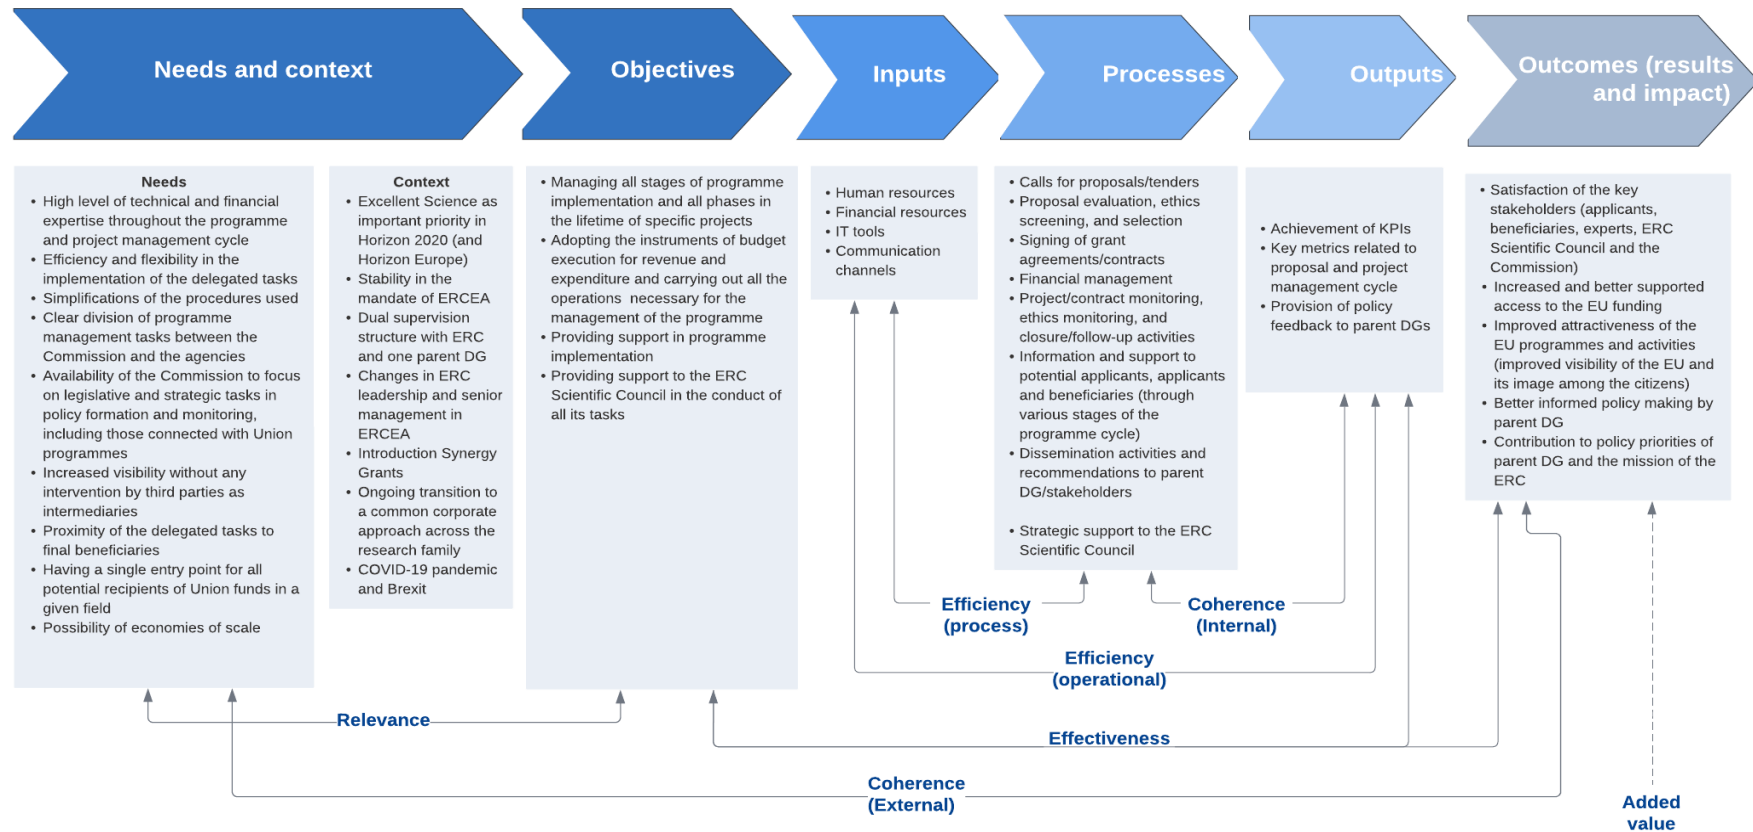 Needs and context
Objectives
Inputs
Processes
Outputs
Outcomes (results
and impact)
Needs
• High level of technical and financial
expertise throughout the programme
and project management cycle
• Efficiency and flexibility in the
implementation of the delegated tasks
• Simplifications of the procedures used
• Clear division of programme
management tasks between the
Commission and the agencies
• Availability of the Commission to focus
on legislative and strategic tasks in
policy formation and monitoring,
including those connected with Union
programmes
• Increased visibility without any
intervention by third parties as
intermediaries
• Proximity of the delegated tasks to
final beneficiaries
• Having a single entry point for all
potential recipients of Union funds in a
given field
• Possibility of economies of scale
Context
• Excellent Science as
important priority in
Horizon 2020 (and
Horizon Europe)
• Stability in the
mandate of ERCEA
• Dual supervision
structure with ERC
and one parent DG
• Changes in ERC
leadership and senior
management in
ERCEA
• Introduction Synergy
Grants
• Ongoing transition to
a common corporate
approach across the
research family
• COVID-19 pandemic
and Brexit
• Managing all stages of programme
implementation and all phases in
the lifetime of specific projects
• Adopting the instruments of budget
execution for revenue and
expenditure and carrying out all the
operations necessary for the
management of the programme
• Providing support in programme
implementation
• Providing support to the ERC
Scientific Council in the conduct of
all its tasks
• Human resources
• Financial resources
• IT tools
• Communication
channels
• Calls for proposals/tenders
• Proposal evaluation, ethics
screening, and selection
• Signing of grant
agreements/contracts
• Financial management
• Project/contract monitoring,
ethics monitoring, and
closure/follow-up activities
• Information and support to
potential applicants, applicants
and beneficiaries (through
various stages of the
programme cycle)
• Dissemination activities and
recommendations to parent
DG/stakeholders
• Strategic support to the ERC
Scientific Council
• Achievement of KPIs
• Key metrics related to
proposal and project
management cycle
• Provision of policy
feedback to parent DGs
• Satisfaction of the key
stakeholders (applicants,
beneficiaries, experts, ERC
Scientific Council and the
Commission)
• Increased and better supported
access to the EU funding
• Improved attractiveness of the
EU programmes and activities
(improved visibility of the EU and
its image among the citizens)
• Better informed policy making by
parent DG
• Contribution to policy priorities of
parent DG and the mission of the
ERC
Efficiency
(process)
Coherence
(Internal)
Efficiency
(operational)
Relevance
Effectiveness
Coherence
(External)
Added
value